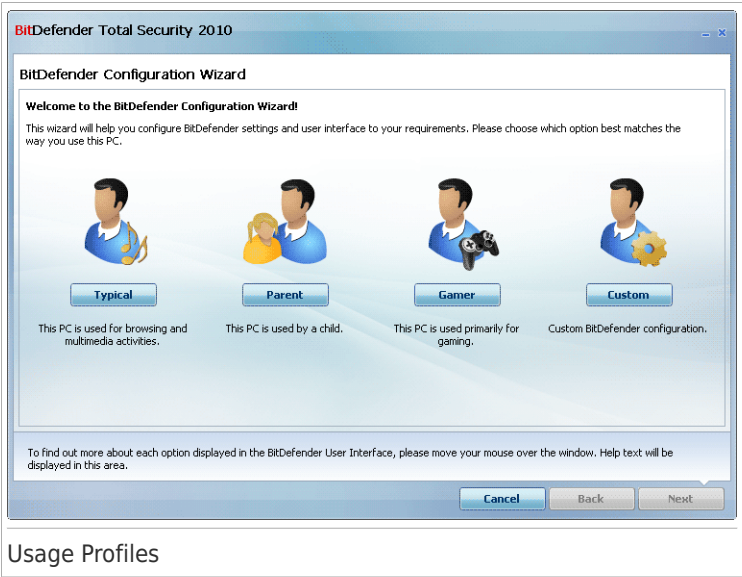 BitDefender Total Security 2010
BitDefender Configuration Wizard
Welcome to the BitDefender Configuration Wizard!
This wizard will help you configure BitDefender settings and user interface to your requirements. Please choose which option best matches the
way you use this PC.
Typical
Parent
Gamer
Custom
This PC is used for browsing and
multimedia activities.
This PC is used by a child.
This PC is used primarily for
gaming.
Custom BitDefender configuration.
To find out more about each option displayed in the BitDefender User Interface, please move your mouse over the window. Help text will be
displayed in this area.
Cancel
Back
Next
Usage Profiles